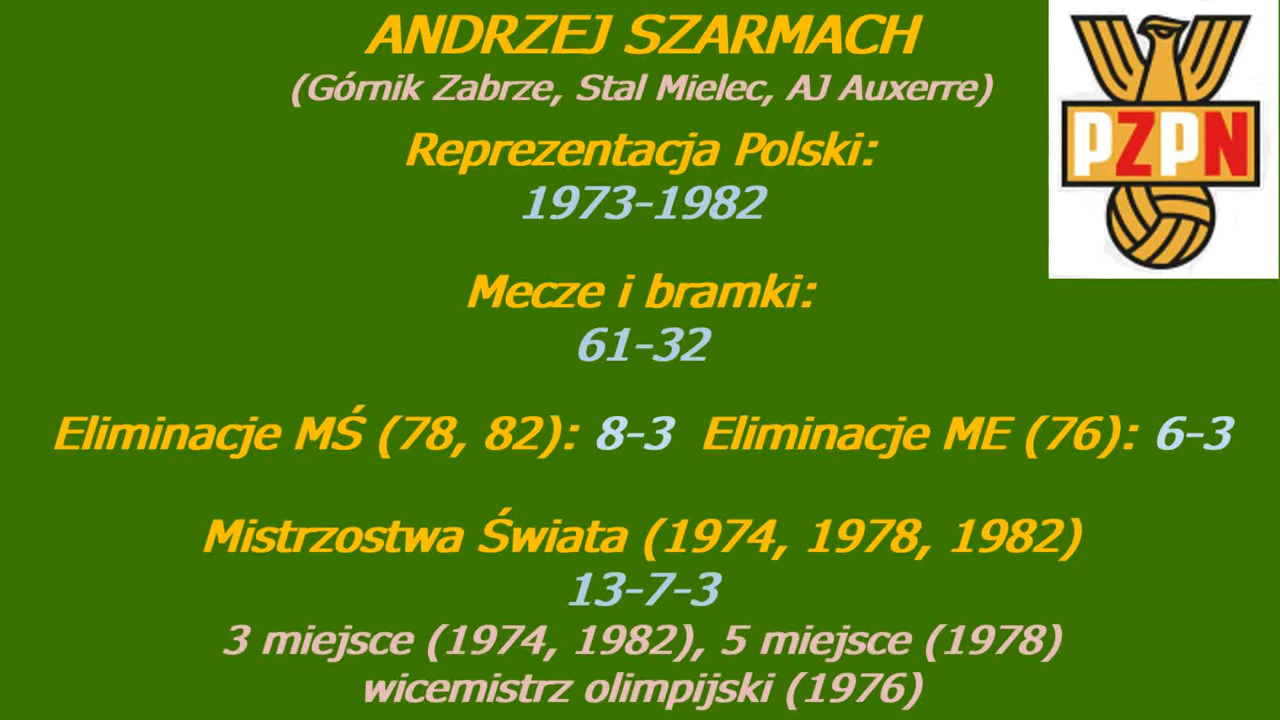 ANDRZEJ SZARMACH
(Górnik Zabrze, Stal Mielec, AJ Auxerre)
PZPN
Reprezentacja Polski:
1973-1982
Mecze i bramki:
61-32
Eliminacje MŚ (78, 82): 8-3 Eliminacje ME (76): 6-3
Mistrzostwa Świata (1974, 1978, 1982)
13-7-3
3 miejsce (1974, 1982), 5 miejsce (1978)
wicemistrz olimpijski (1976)